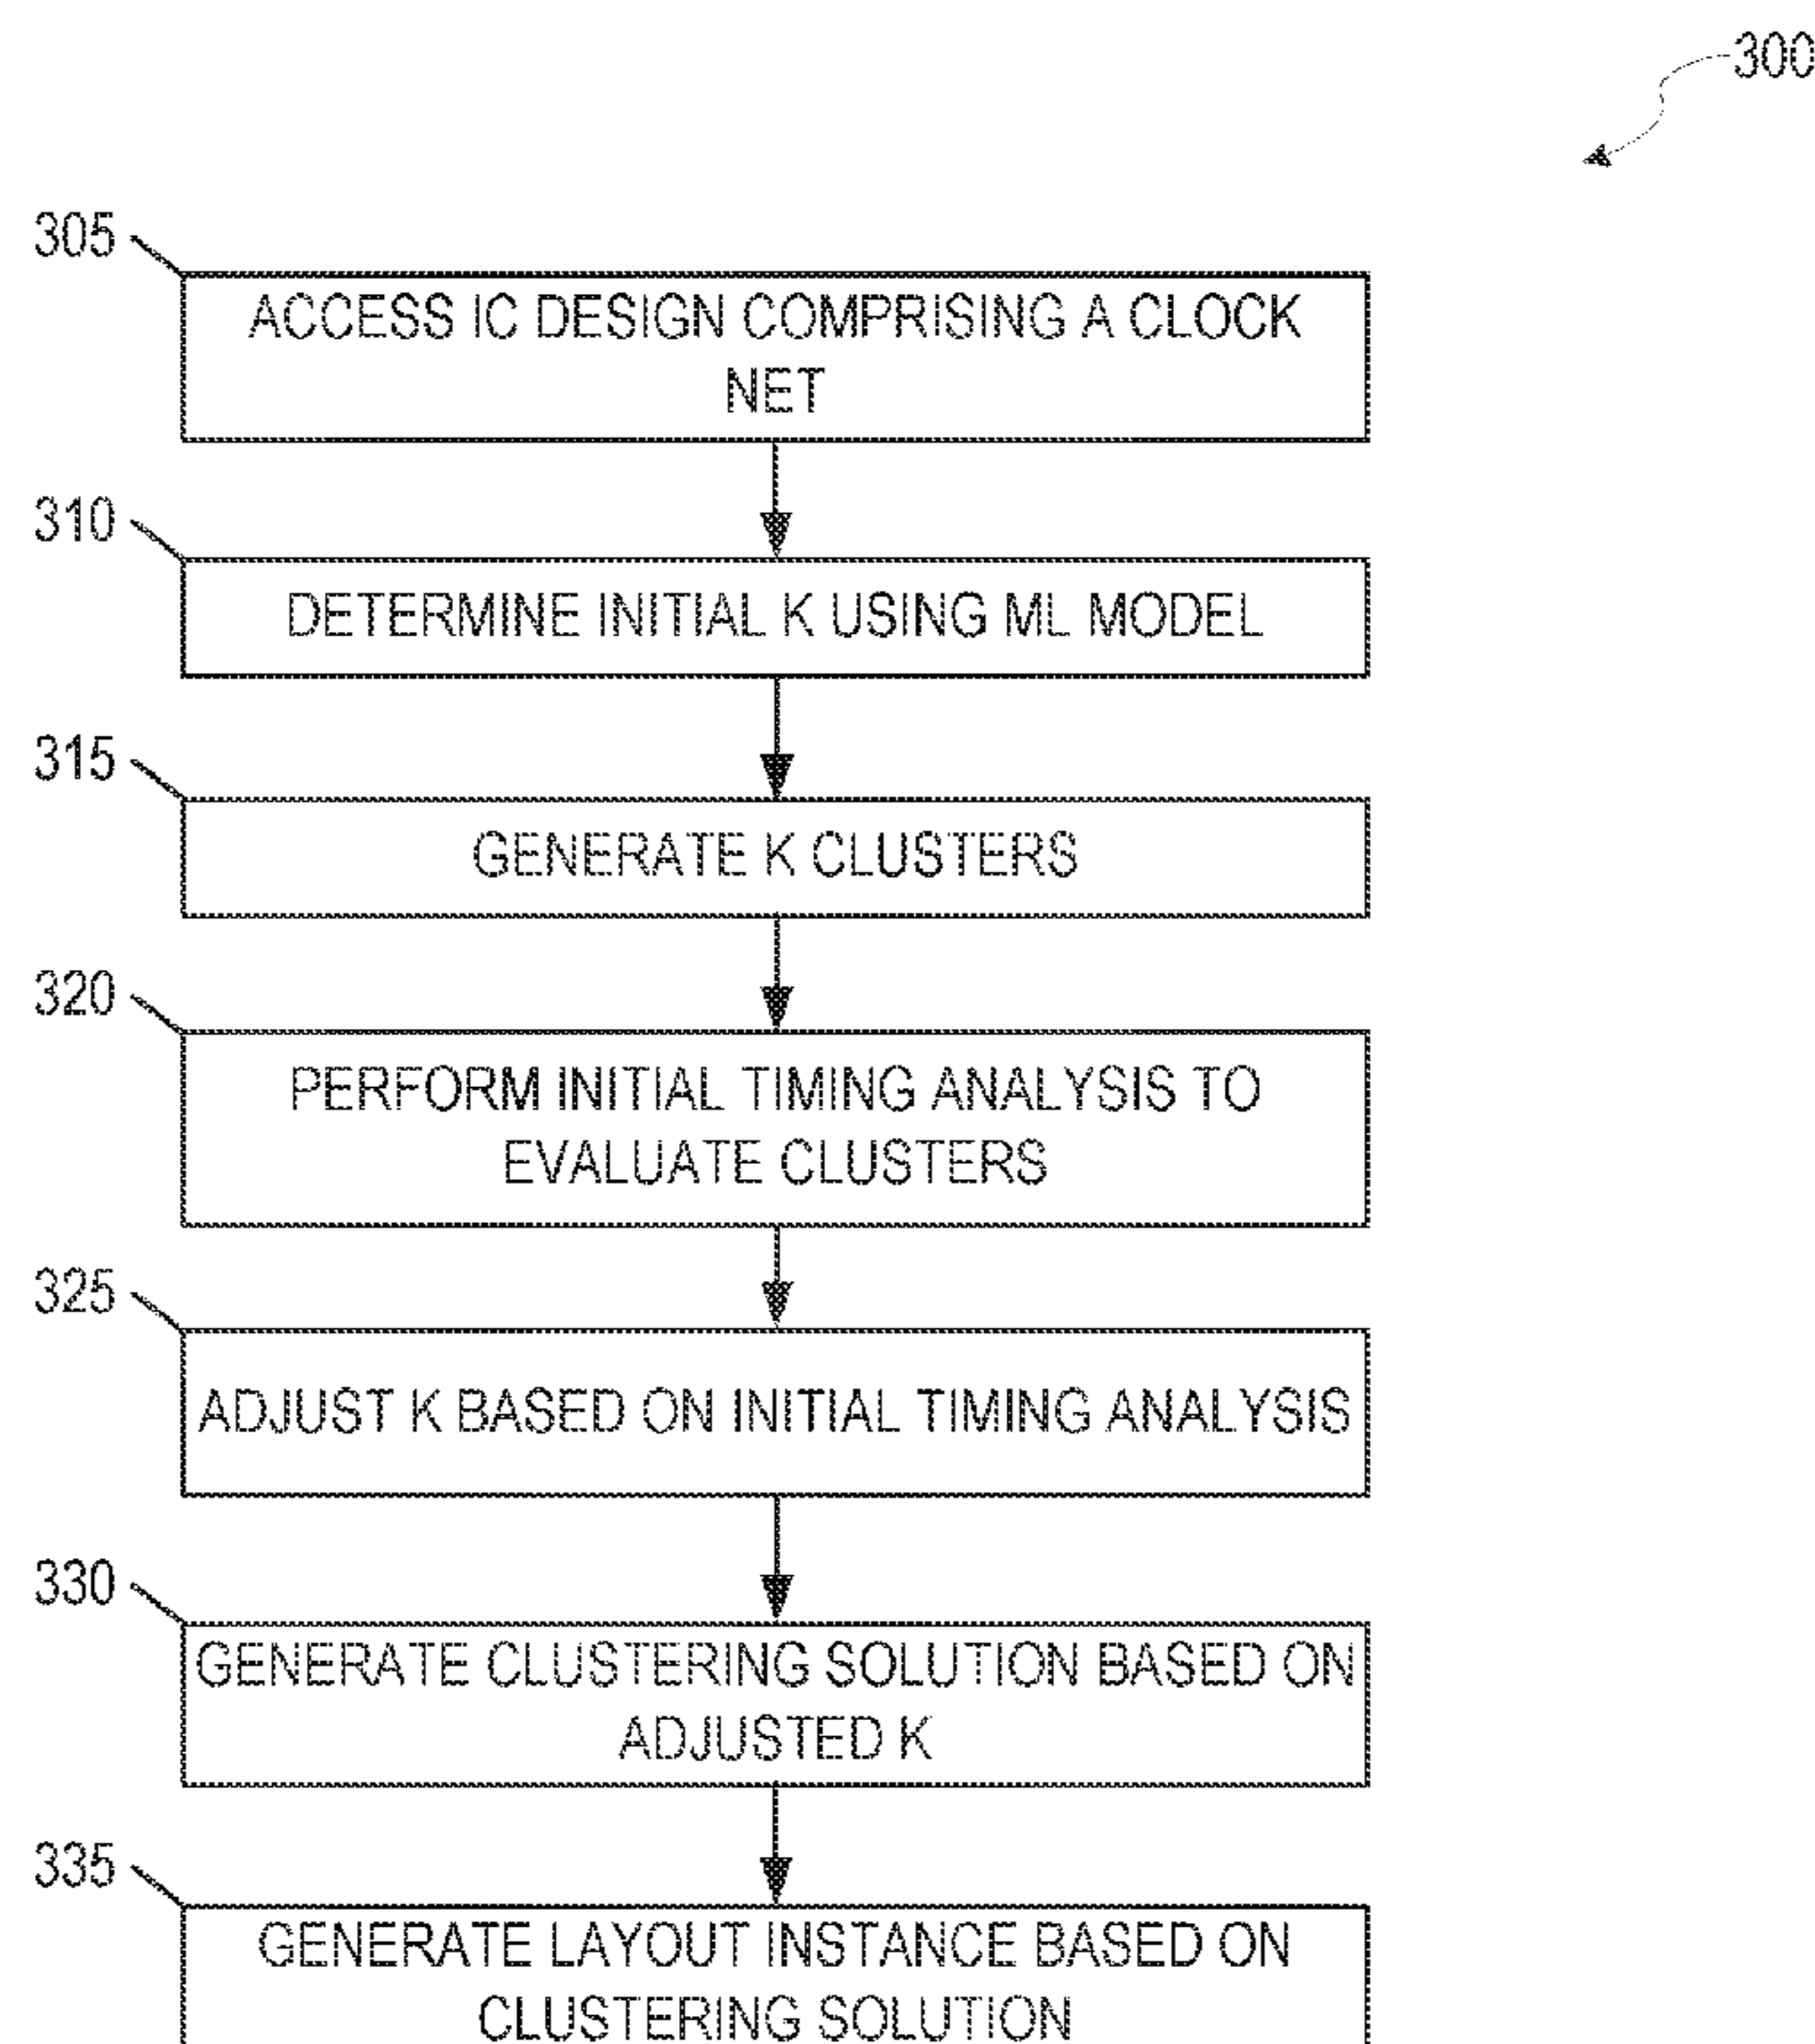 300
305
ACCESS IC DESIGN COMPRISING A CLOCK
NET
310
DETERMINE INITIAL K USING ML MODEL
315
GENERATE K CLUSTERS
320
PERFORM INITIAL TIMING ANALYSIS TO
EVALUATE CLUSTERS
325
ADJUST K BASED ON INITIAL TIMING ANALYSIS
330
GENERATE CLUSTERING SOLUTION BASED ON
ADJUSTED K
335
GENERATE LAYOUT INSTANCE BASED ON
CLUSTERING SOLUTION